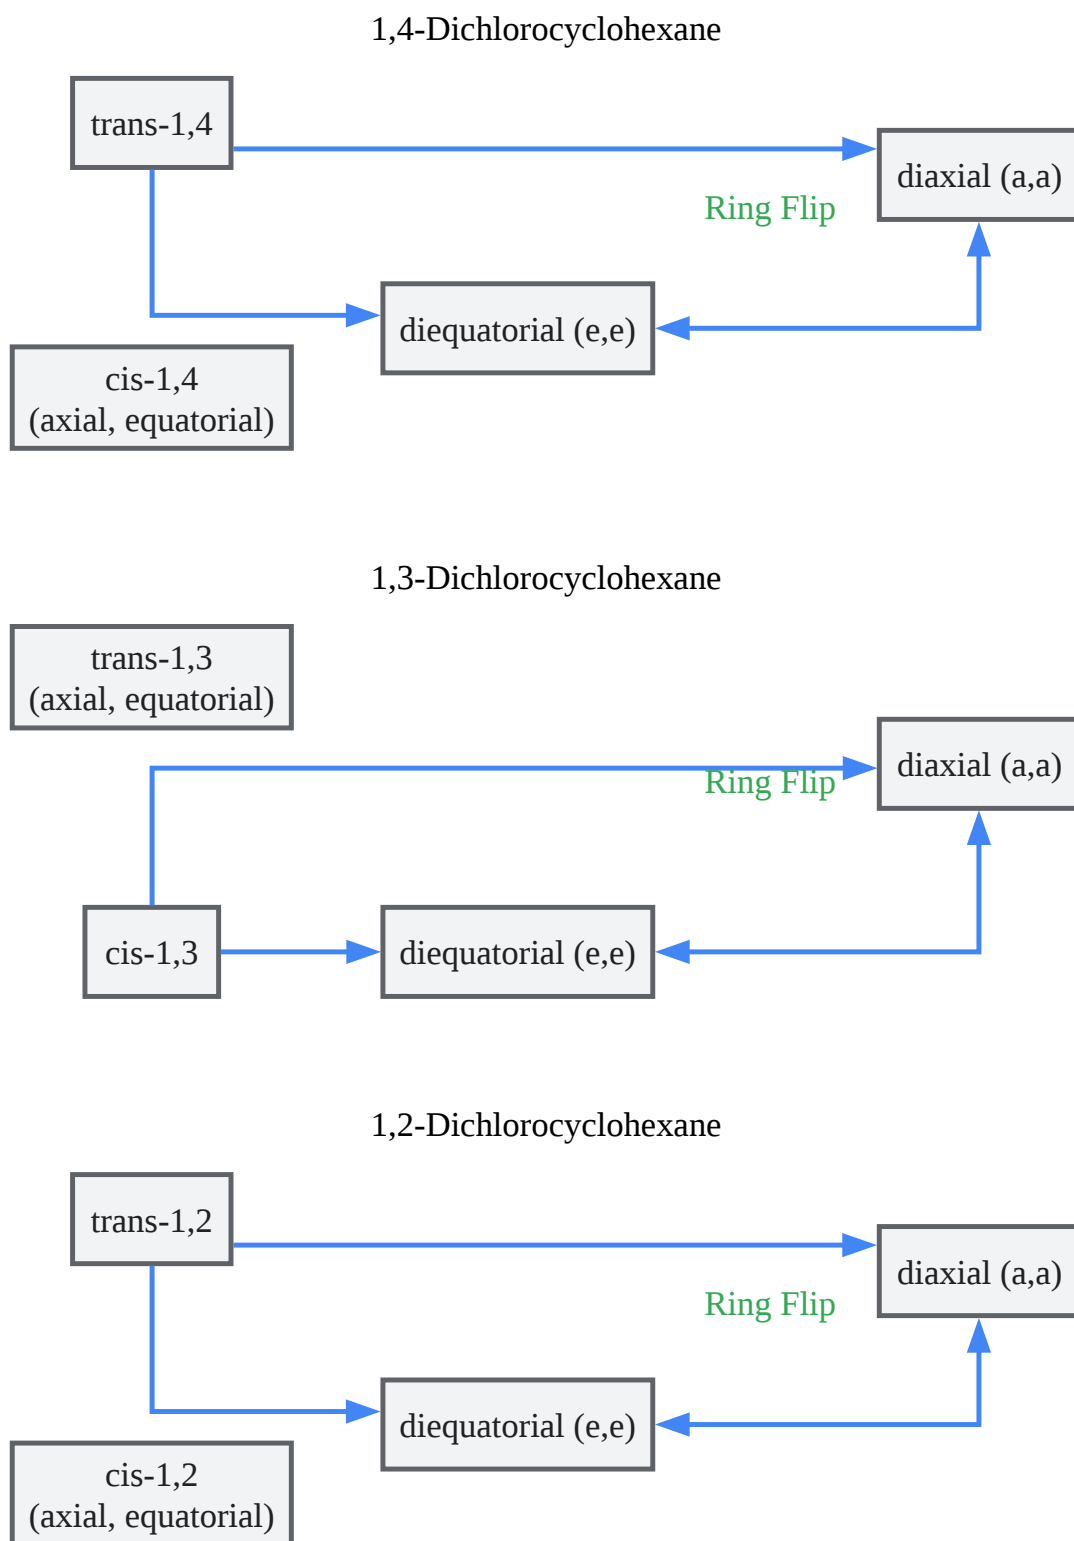 1,4-Dichlorocyclohexane
trans-1,4
diaxial (a,a)
Ring Flip
diequatorial (e,e)
cis-1,4
(axial, equatorial)
1,3-Dichlorocyclohexane
trans-1,3
(axial, equatorial)
diaxial (a,a)
Ring Flip
cis-1,3
diequatorial (e,e)
1,2-Dichlorocyclohexane
trans-1,2
diaxial (a,a)
Ring Flip
diequatorial (e,e)
cis-1,2
(axial, equatorial)